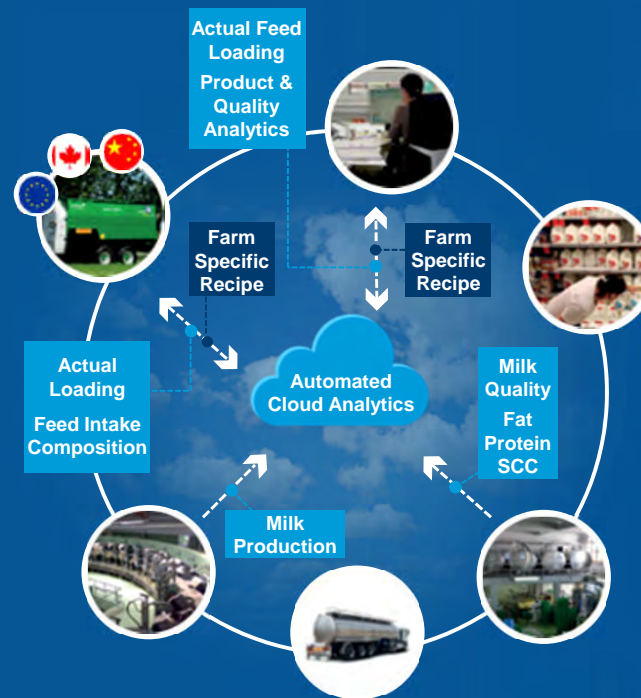 Actual Feed
Loading
Product &
Quality
Analytics
Farm
Specific
Recipe
Farm
Specific
Recipe
Automated
Cloud Analytics
Actual
Loading
Feed Intake
Composition
Milk
Quality
Fat
Protein
SCC
Milk
Production